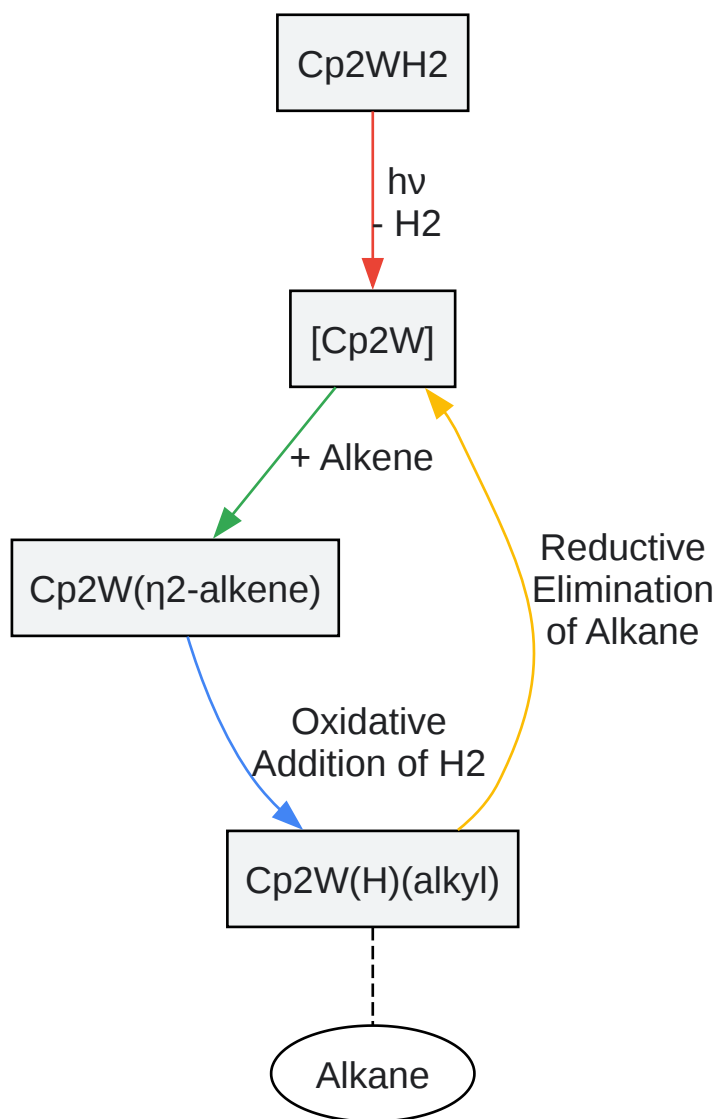 Cp2WH2
hν
- H2
[Cp2W]
+ Alkene
Cp2W(η2-alkene)
Reductive
Elimination
of Alkane
Oxidative
Addition of H2
Cp2W(H)(alkyl)
Alkane